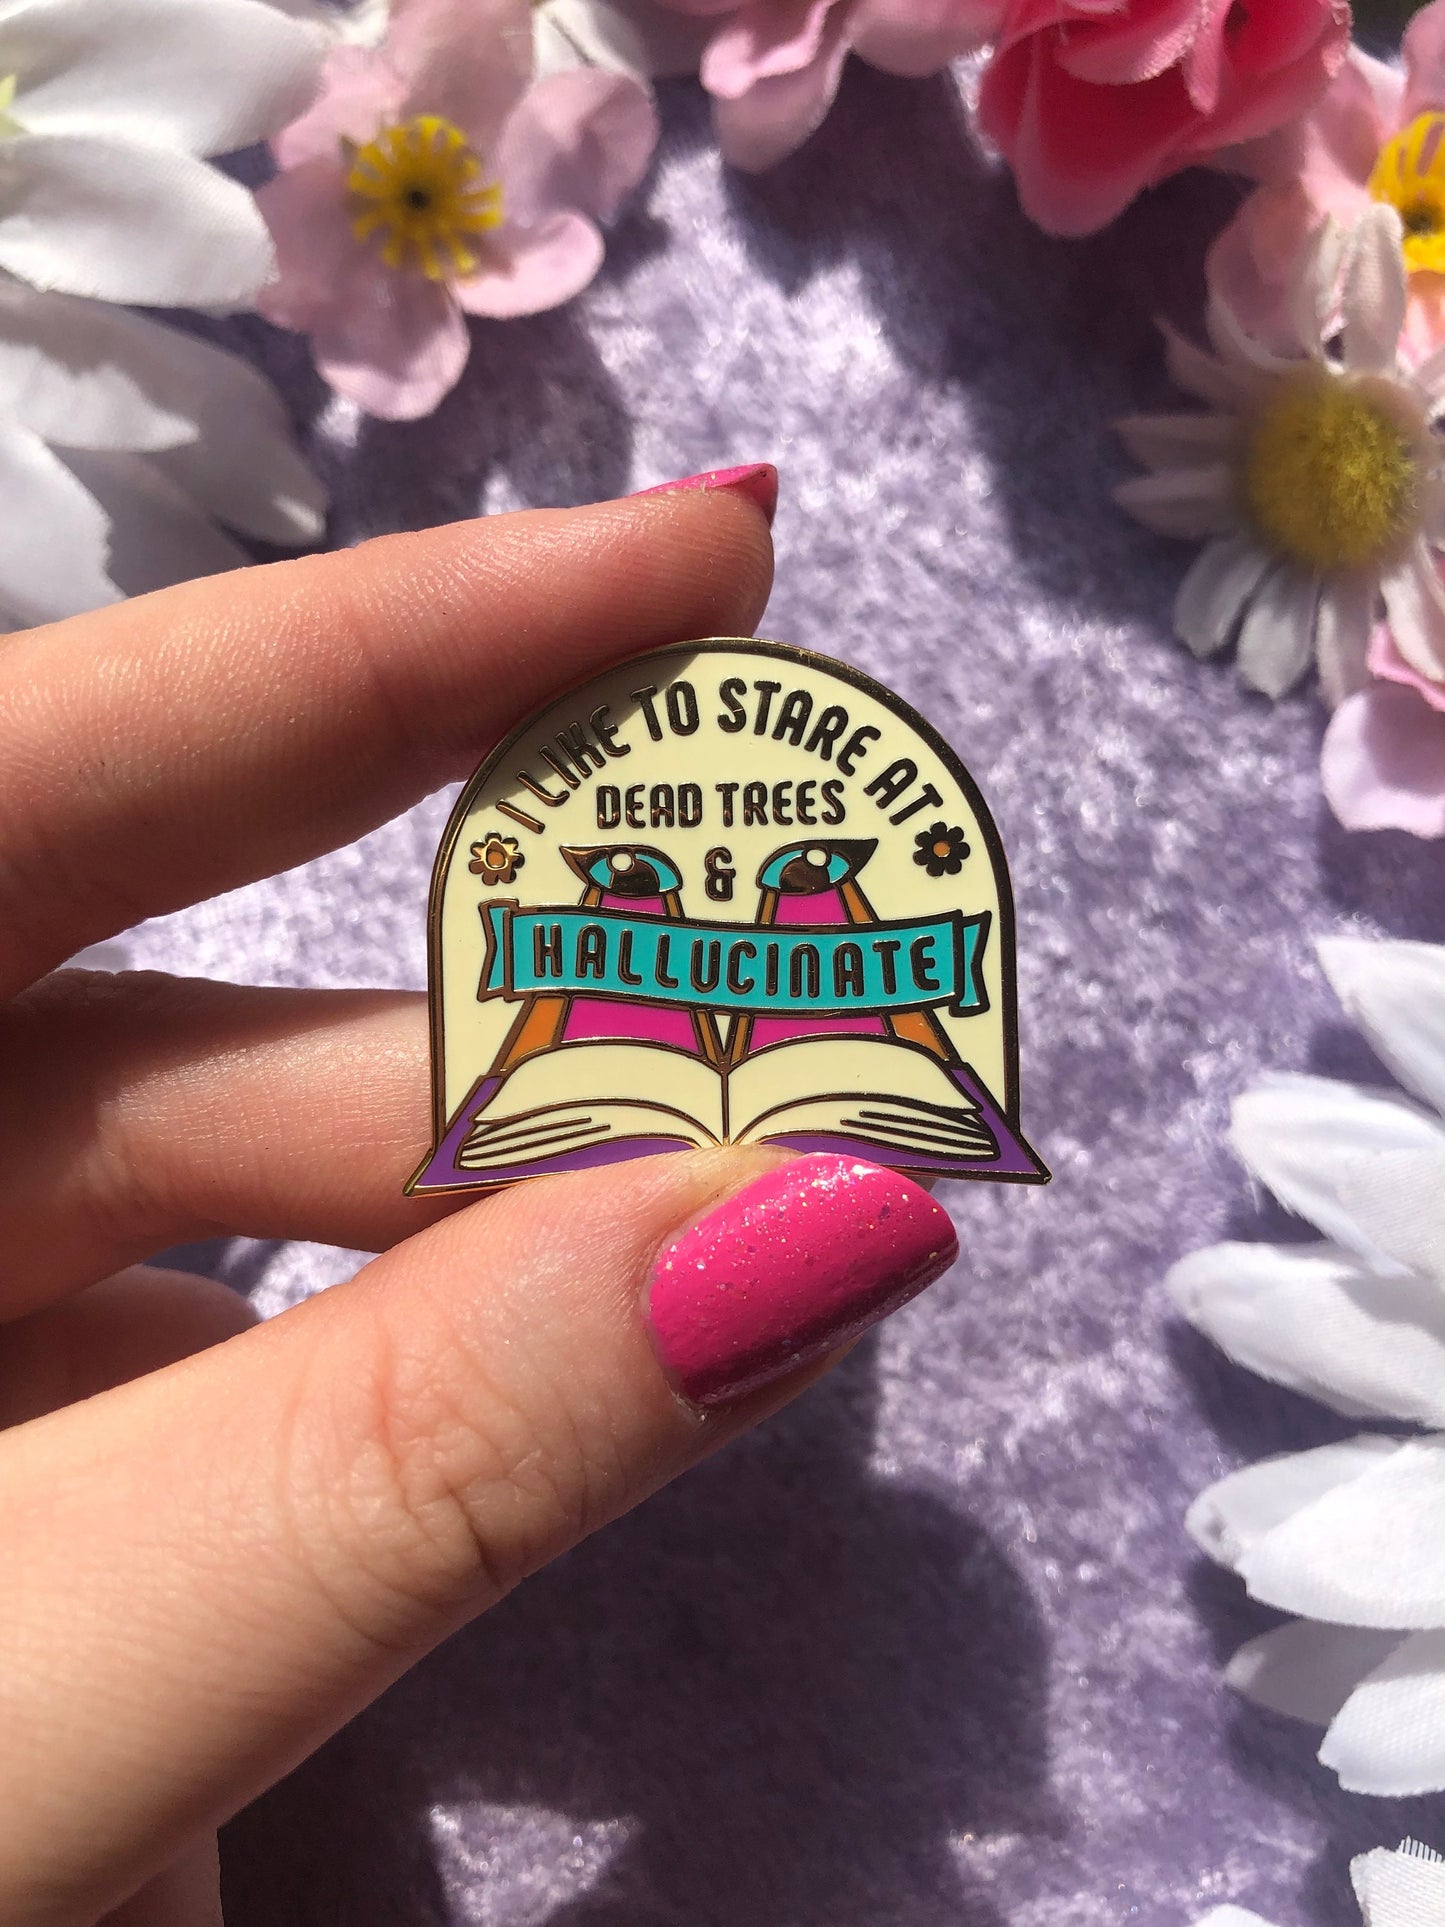 I LIKE TO STARE AT
DEAD TREES
&
HALLUCINATE